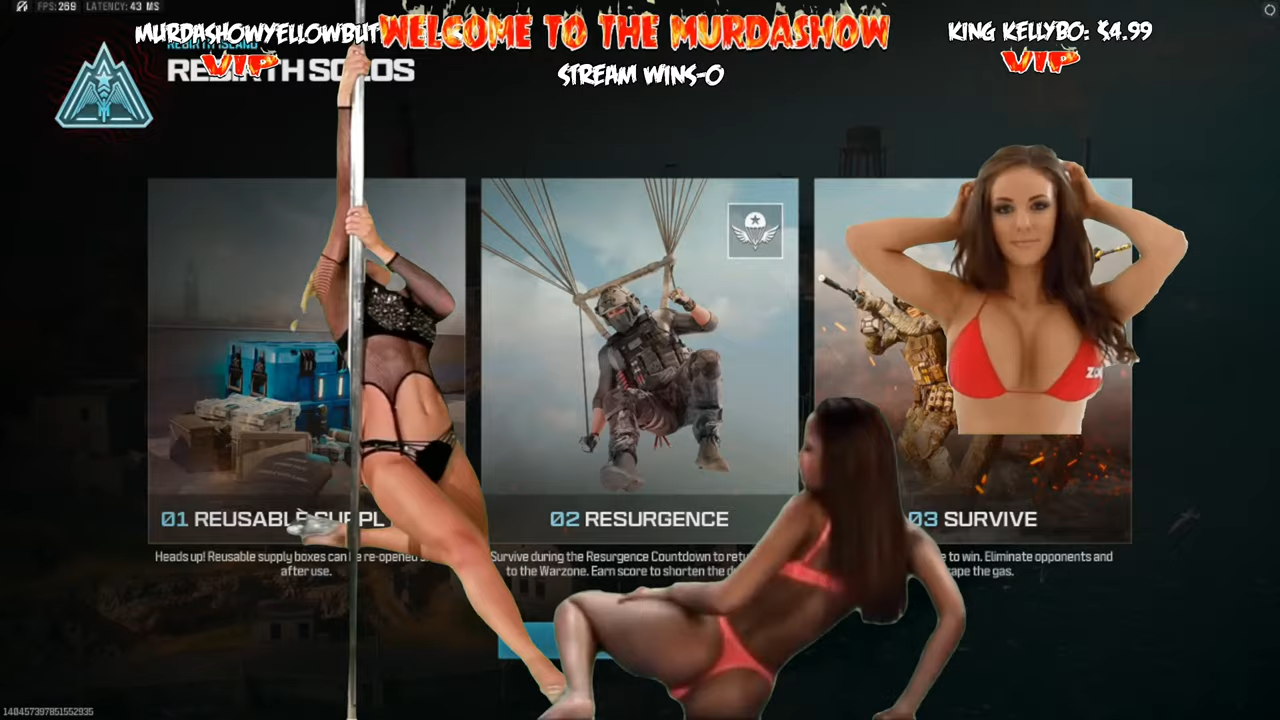 FPS: 269 LATENCY: 43 MS
MURDASHOWYELLOWBUT
WELCOME TO THE MURDASHOW
KING KELLYBO: $4.99
REBIRTH ISLAND
VIP
VIP
REBIRTH SOLOS
STREAM WINS-0
01 REUSABLE SUPPL
02 RESURGENCE
03 SURVIVE
Heads up! Reusable supply boxes can be re-opened
after use.
Survive during the Resurgence Countdown to retu
to the Warzone. Earn score to shorten the d
e to win. Eliminate opponents and
cape the gas.
140457397851552935